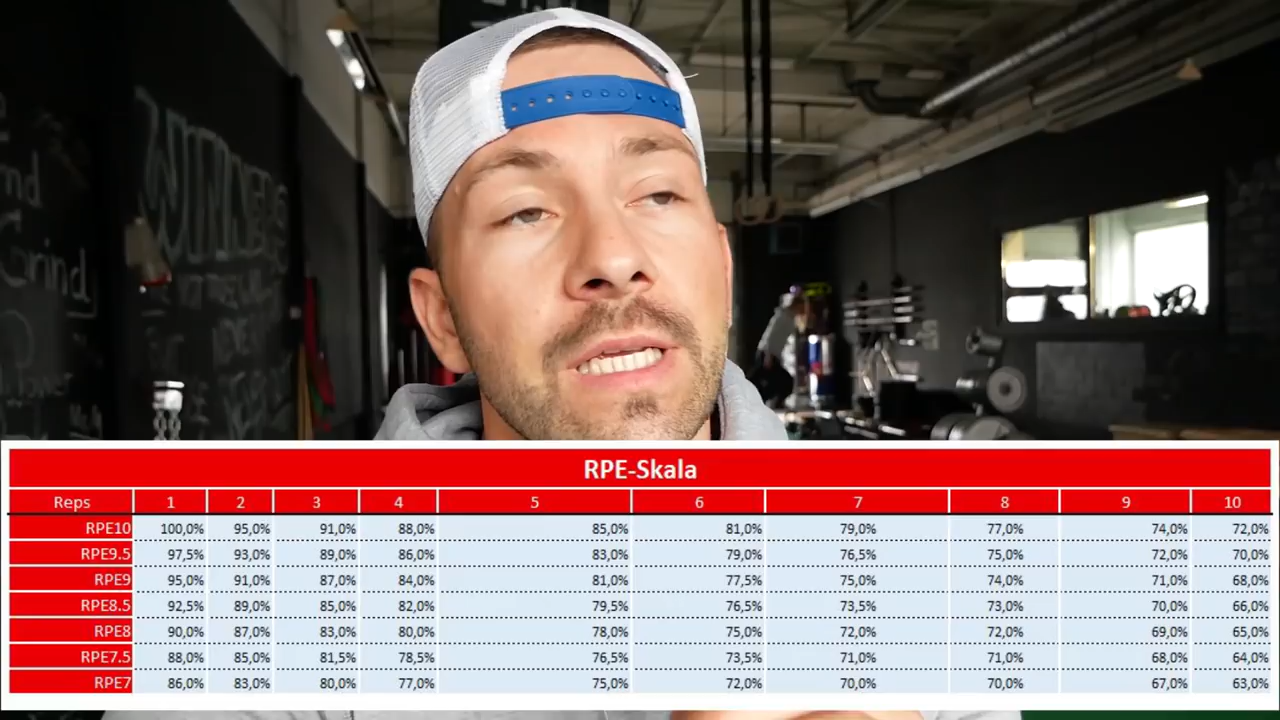 Grind
RPE-Skala
Reps 1 2 3 4 5 6 7 8 9 10
RPE10 100,0% 95,0% 91,0% 88,0% 85,0% 81,0% 79,0% 77,0% 74,0% 72,0%
RPE9.5 97,5% 93,0% 89,0% 86,0% 83,0% 79,0% 76,5% 75,0% 72,0% 70,0%
RPE9 95,0% 91,0% 87,0% 84,0% 81,0% 77,5% 75,0% 74,0% 71,0% 68,0%
RPE8.5 92,5% 89,0% 85,0% 82,0% 79,5% 76,5% 73,5% 73,0% 70,0% 66,0%
RPE8 90,0% 87,0% 83,0% 80,0% 78,0% 75,0% 72,0% 72,0% 69,0% 65,0%
RPE7.5 88,0% 85,0% 81,5% 78,5% 76,5% 73,5% 71,0% 71,0% 68,0% 64,0%
RPE7 86,0% 83,0% 80,0% 77,0% 75,0% 72,0% 70,0% 70,0% 67,0% 63,0%